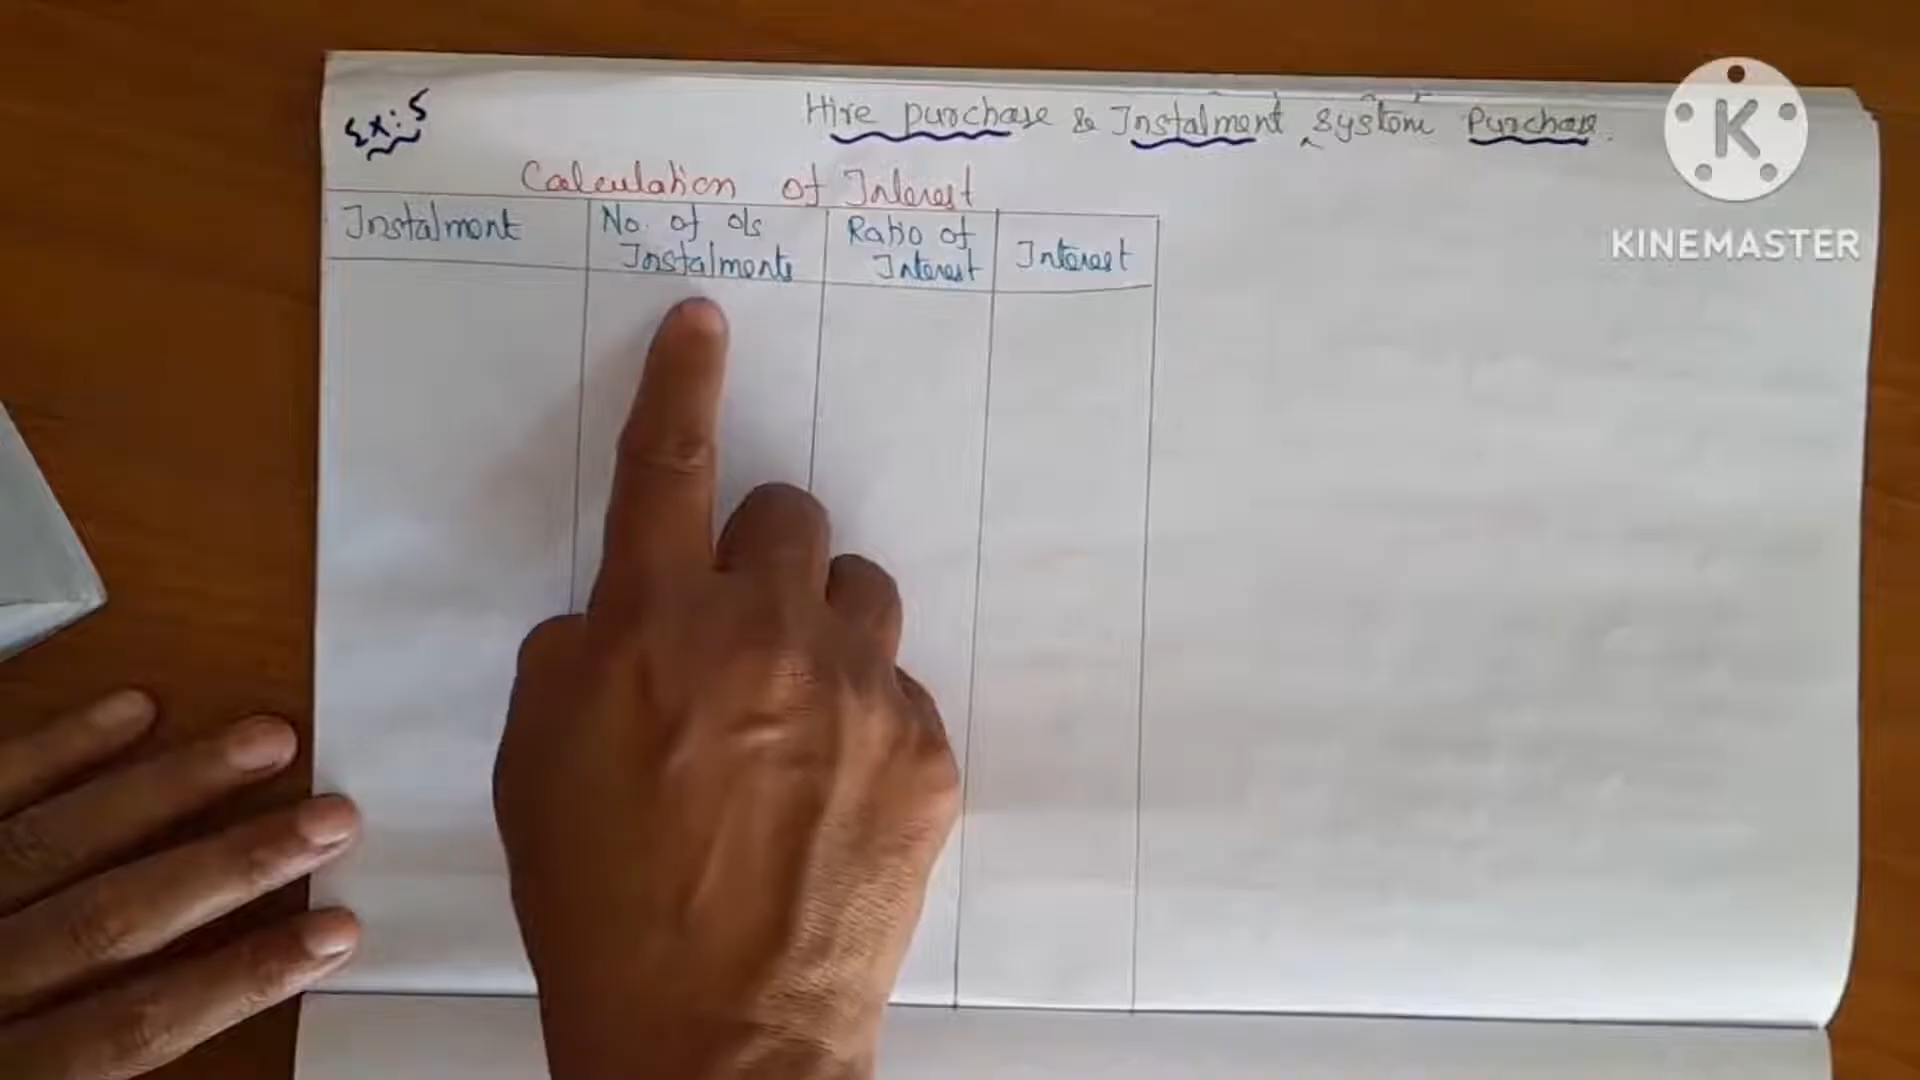 Ex: 5
Hire purchase & Instalment System Purchase.
Calculation of Interest
Instalment
No. of o/s
Instalments
Ratio of
Interest
Interest
K
KINEMASTER